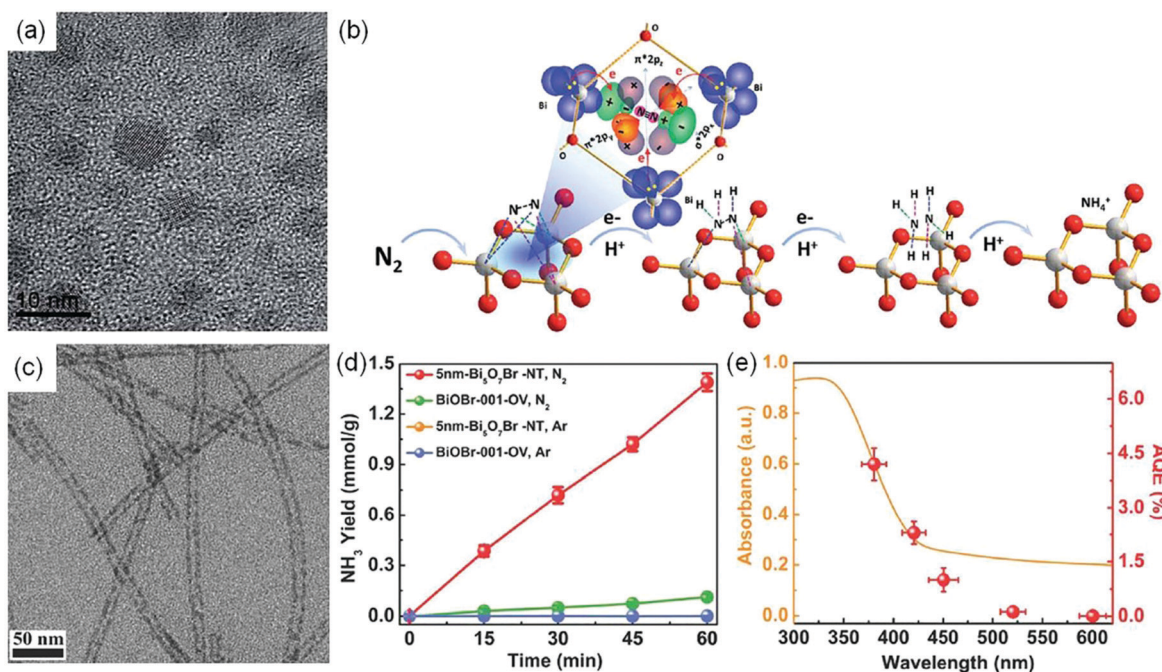 (a)
10 nm
(b)
O
π*2pz
e
e
Bi
Bi
N≡N
O
O
e
Bi
N
N
N₂
e-
H⁺
H
H
H
N
N
e-
H⁺
H
H
H
N
N
H
H
H
H⁺
NH₄⁺
(c)
50 nm
(d)
NH₃ Yield (mmol/g)
1.5
1.2
0.9
0.6
0.3
0.0
5nm-Bi₅O₇Br -NT, N₂
BiOBr-001-OV, N₂
5nm-Bi₅O₇Br -NT, Ar
BiOBr-001-OV, Ar
0 15 30 45 60
Time (min)
(e)
Absorbance (a.u.)
1.0
0.8
0.6
0.4
0.2
0.0
6.0
4.5
3.0
1.5
0.0
AQE (%)
300 350 400 450 500 550 600
Wavelength (nm)